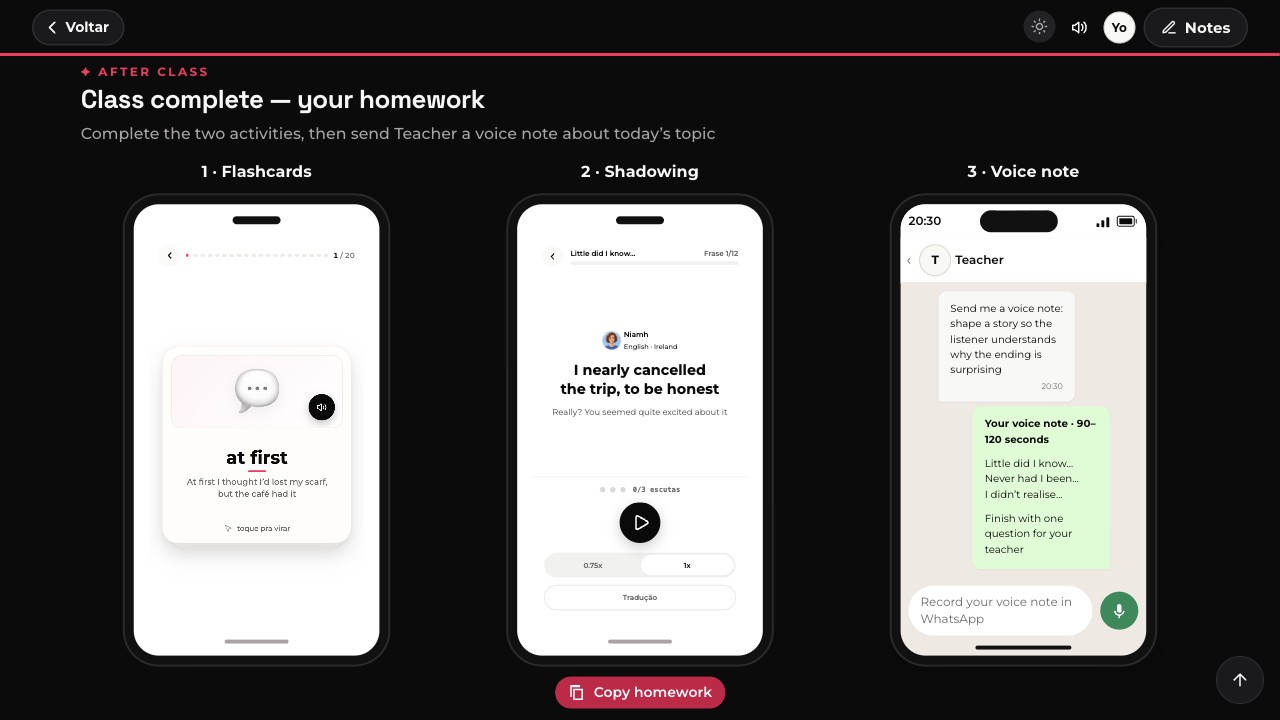 Voltar
Yo
Notes
AFTER CLASS
Class complete — your homework
Complete the two activities, then send Teacher a voice note about today's topic
1 · Flashcards
1 / 20
at first
At first I thought I'd lost my scarf,
but the café had it
toque pra virar
2 · Shadowing
Little did I know...
Frase 1/12
Niamh
English · Ireland
I nearly cancelled
the trip, to be honest
Really? You seemed quite excited about it
0/3 escutas
0.75x
1x
Tradução
3 · Voice note
20:30
T
Teacher
Send me a voice note:
shape a story so the
listener understands
why the ending is
surprising
20:30
Your voice note · 90–
120 seconds
Little did I know...
Never had I been...
I didn't realise...
Finish with one
question for your
teacher
Record your voice note in
WhatsApp
Copy homework